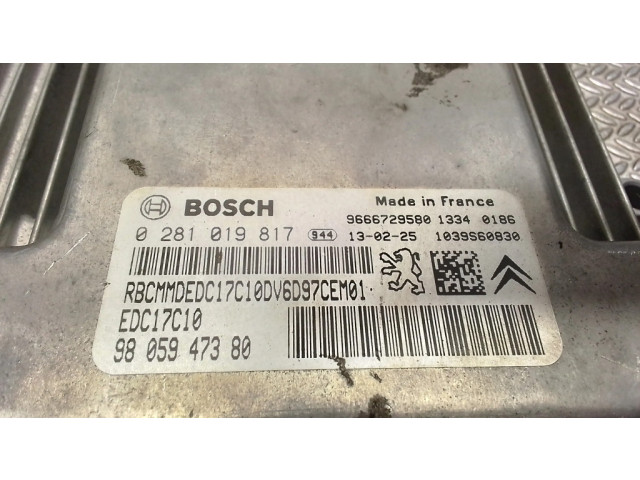 BOSCH
Made in France
9666729580 1334 0186
0 281 019 817 944 13-02-25 1039S60830
RBCMMDEDC17C10DV6D97CEM01
EDC17C10
98 059 473 80